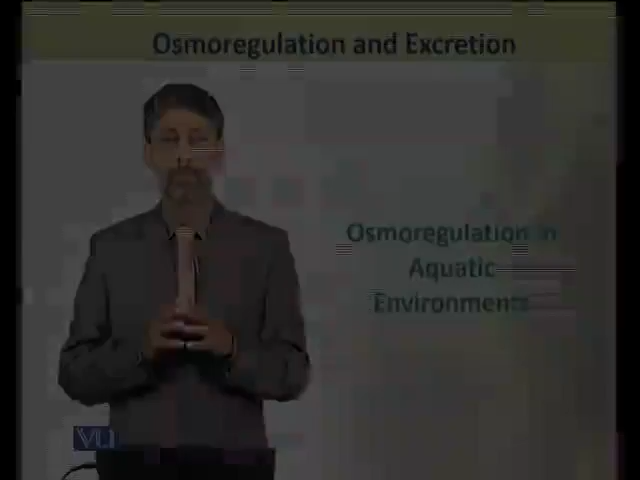 Osmoregulation and Excretion
Osmoregulation in
Aquatic
Environments
VU